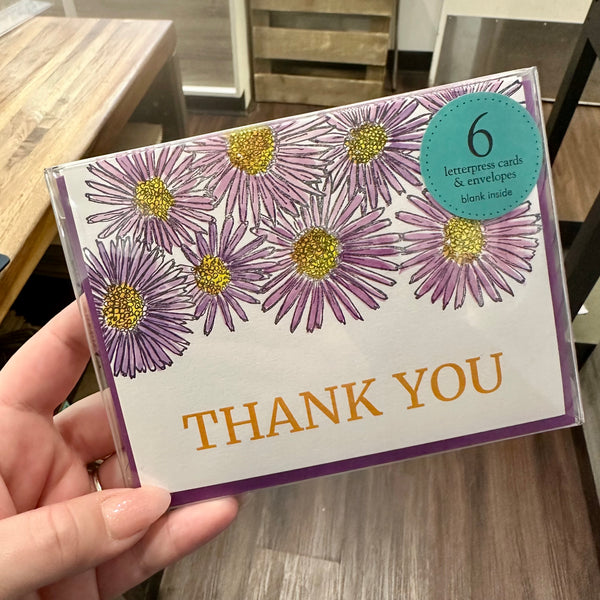 6
letterpress cards
& envelopes
blank inside
THANK YOU